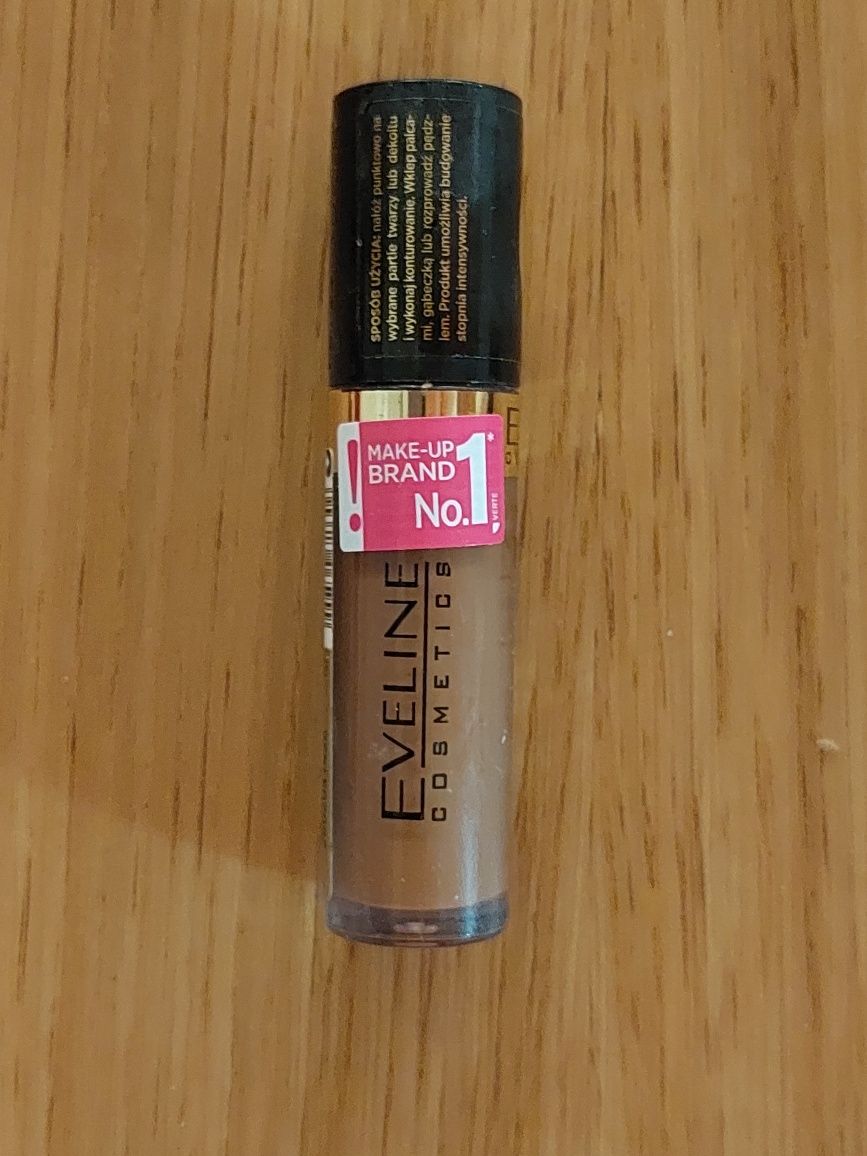 SPOSÓB UŻYCIA: nałóż punktowo na
wybrane partie twarzy lub dekoltu
i wykonaj konturowanie. Wklep palca-
mi, gąbeczką lub rozprowadź pędz-
lem. Produkt umożliwia budowanie
stopnia intensywności.
MAKE-UP
BRAND
No.1*
VERTE
EVELINE
COSMETICS